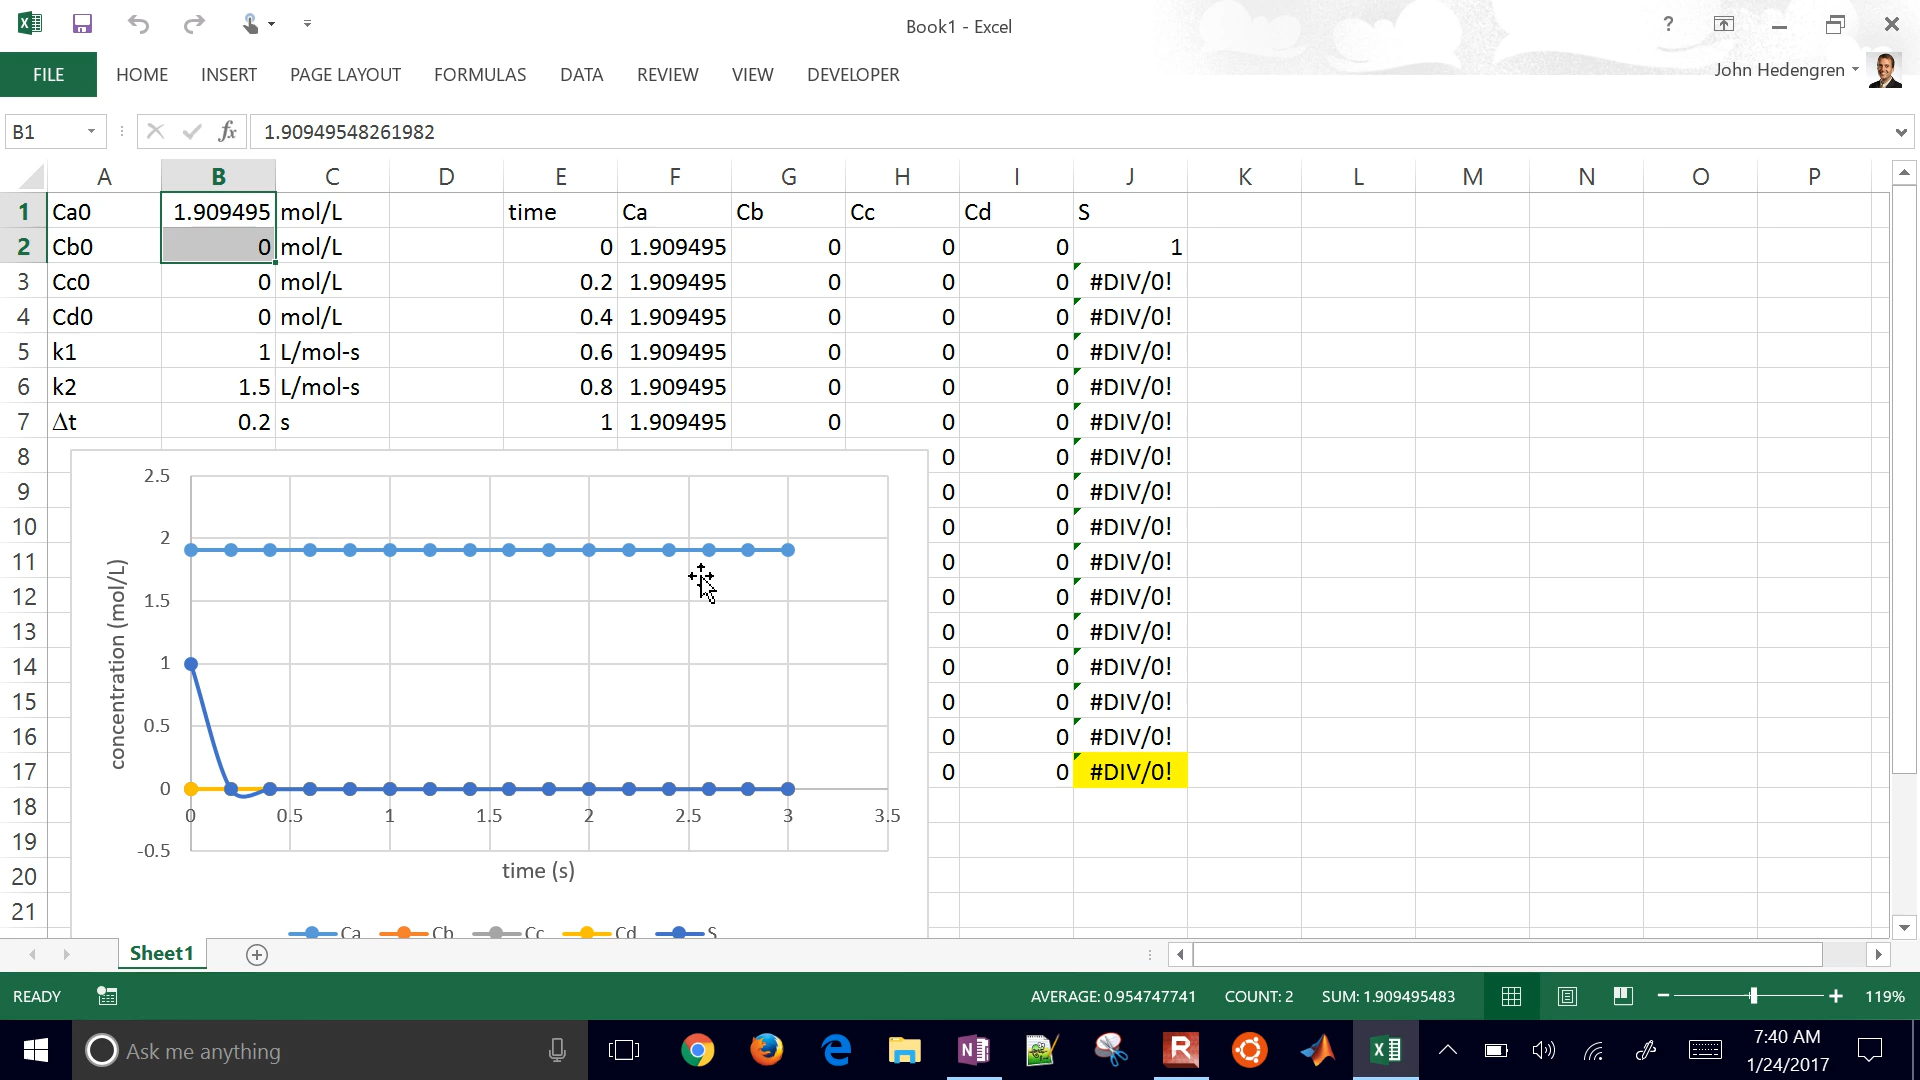 Book1 - Excel
?
FILE HOME INSERT PAGE LAYOUT FORMULAS DATA REVIEW VIEW DEVELOPER
John Hedengren
B1 fx 1.90949548261982
A B C D E F G H I J K L M N O P
1 Ca0 1.909495 mol/L time Ca Cb Cc Cd S
2 Cb0 0 mol/L 0 1.909495 0 0 0 1
3 Cc0 0 mol/L 0.2 1.909495 0 0 0 #DIV/0!
4 Cd0 0 mol/L 0.4 1.909495 0 0 0 #DIV/0!
5 k1 1 L/mol-s 0.6 1.909495 0 0 0 #DIV/0!
6 k2 1.5 L/mol-s 0.8 1.909495 0 0 0 #DIV/0!
7 Δt 0.2 s 1 1.909495 0 0 0 #DIV/0!
8 0 0 #DIV/0!
9 0 0 #DIV/0!
10 0 0 #DIV/0!
11 0 0 #DIV/0!
12 0 0 #DIV/0!
13 0 0 #DIV/0!
14 0 0 #DIV/0!
15 0 0 #DIV/0!
16 0 0 #DIV/0!
17 0 0 #DIV/0!
18
19
20
21
2.5
2
1.5
1
0.5
0
-0.5
concentration (mol/L)
0 0.5 1 1.5 2 2.5 3 3.5
time (s)
Ca Cb Cc Cd S
Sheet1
READY AVERAGE: 0.954747741 COUNT: 2 SUM: 1.909495483 119%
Ask me anything
7:40 AM
1/24/2017